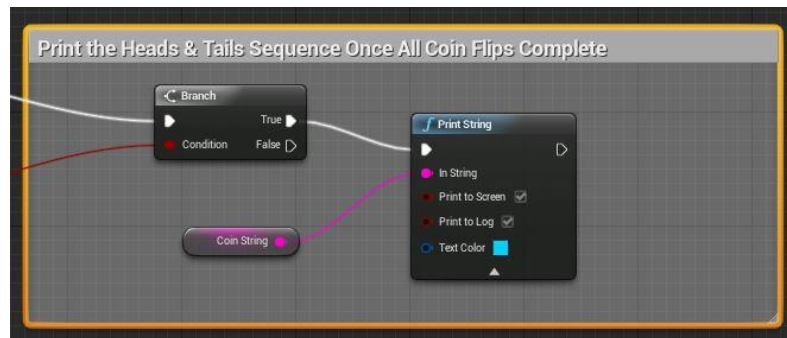 Print the Heads & Tails Sequence Once All Coin Flips Complete
Branch
True
Condition
False
Coin String
Print String
In String
Print to Screen
Print to Log
Text Color